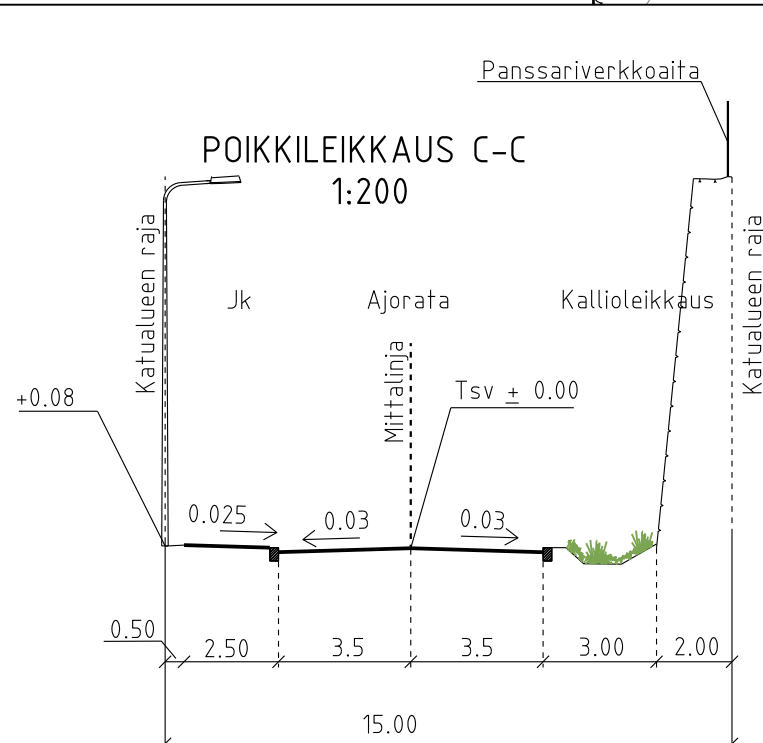 Panssariverkkoaita
POIKKILEIKKAUS C-C
1:200
Katualueen raja
Katualueen raja
Jk
Ajorata
Kallioleikkaus
Mittalinja
+0.08
Tsv ± 0.00
0.025
0.03
0.03
0.50
2.50
3.5
3.5
3.00
2.00
15.00